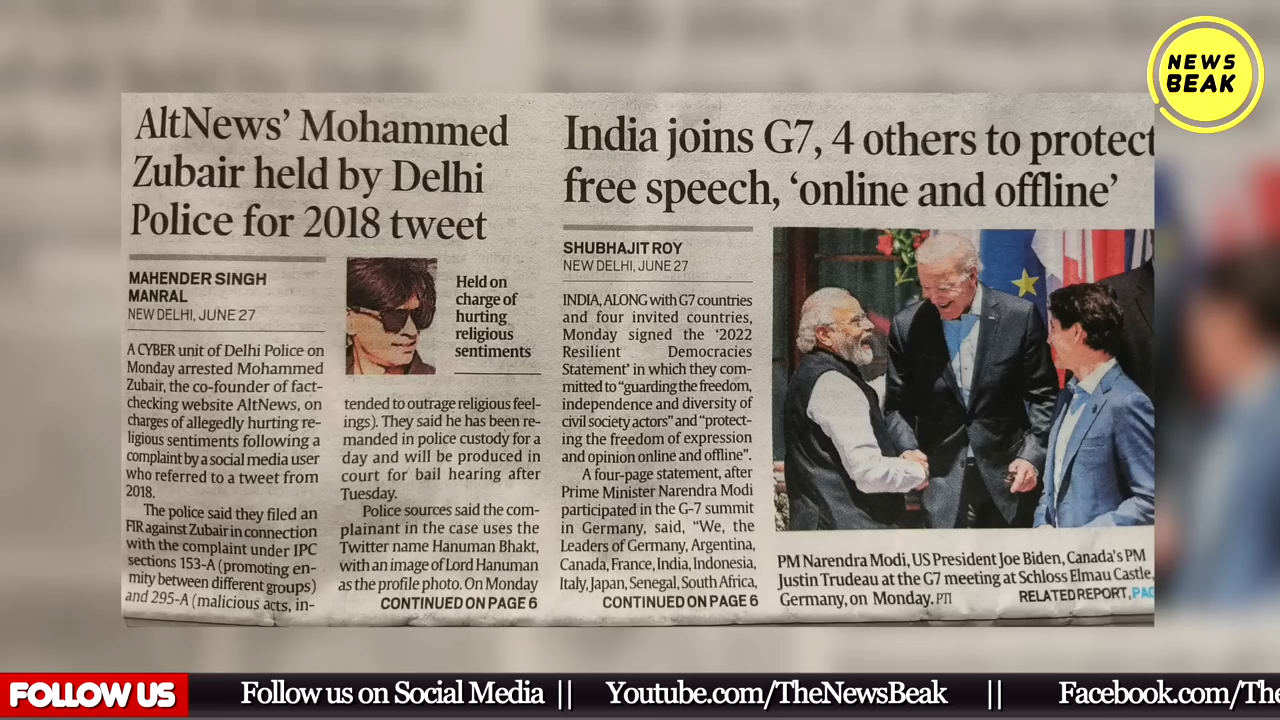 NEWS
BEAK
AltNews’ Mohammed
Zubair held by Delhi
Police for 2018 tweet
MAHENDER SINGH
MANRAL
NEW DELHI, JUNE 27
A CYBER unit of Delhi Police on
Monday arrested Mohammed
Zubair, the co-founder of fact-
checking website AltNews, on
charges of allegedly hurting re-
ligious sentiments following a
complaint by a social media user
who referred to a tweet from
2018.
The police said they filed an
FIR against Zubair in connection
with the complaint under IPC
sections 153-A (promoting en-
mity between different groups)
and 295-A (malicious acts, in-
Held on
charge of
hurting
religious
sentiments
tended to outrage religious feel-
ings). They said he has been re-
manded in police custody for a
day and will be produced in
court for bail hearing after
Tuesday.
Police sources said the com-
plainant in the case uses the
Twitter name Hanuman Bhakt,
with an image of Lord Hanuman
as the profile photo. On Monday
CONTINUED ON PAGE 6
India joins G7, 4 others to protect
free speech, ‘online and offline’
SHUBHAJIT ROY
NEW DELHI, JUNE 27
INDIA, ALONG with G7 countries
and four invited countries,
Monday signed the ‘2022
Resilient Democracies
Statement’ in which they com-
mitted to “guarding the freedom,
independence and diversity of
civil society actors” and “protect-
ing the freedom of expression
and opinion online and offline”.
A four-page statement, after
Prime Minister Narendra Modi
participated in the G-7 summit
in Germany, said, “We, the
Leaders of Germany, Argentina,
Canada, France, India, Indonesia,
Italy, Japan, Senegal, South Africa,
CONTINUED ON PAGE 6
PM Narendra Modi, US President Joe Biden, Canada's PM
Justin Trudeau at the G7 meeting at Schloss Elmau Castle,
Germany, on Monday. PTI
RELATED REPORT, PAG
FOLLOW US
Follow us on Social Media || Youtube.com/TheNewsBeak || Facebook.com/The